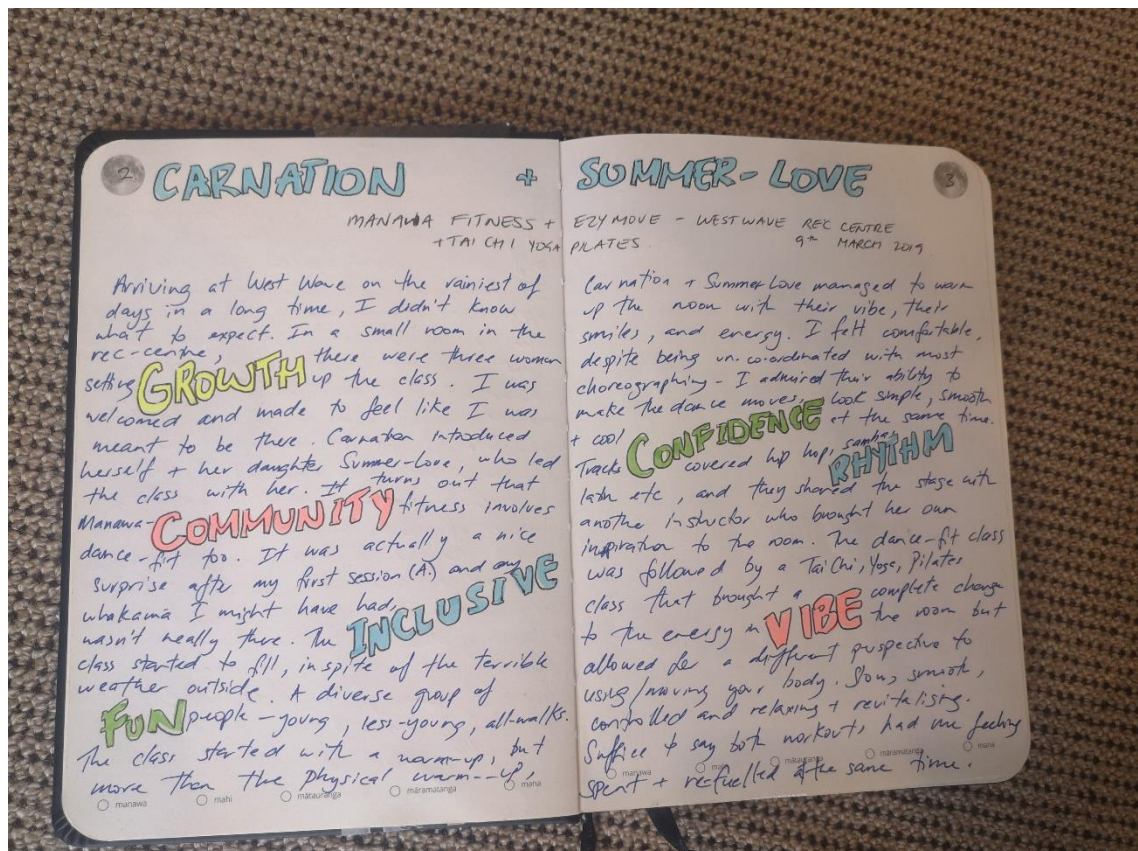 2
CARNATION + SUMMER-LOVE
3
MANAWA FITNESS + EZYMOVE - WESTWAVE REC CENTRE
+TAI CHI YOGA PILATES. 9TH MARCH 2019
Arriving at West Wave on the rainiest of
days in a long time, I didn't know
what to expect. In a small room in the
rec-centre, there were three woman
setting GROWTH up the class. I was
welcomed and made to feel like I was
meant to be there. Carnation introduced
herself + her daughter Summer-Love, who led
the class with her. It turns out that
Manawa- COMMUNITY fitness involves
dance-fit too. It was actually a nice
surprise after my first session (A.) and any
whakamā I might have had,
wasn't really there. The INCLUSIVE
class started to fill, in spite of the terrible
weather outside. A diverse group of
FUN people - young, less-young, all-walks.
The class started with a warm-up, but
more than the physical warm--up,
manawa mahi mātauranga māramatanga mana
Carnation + Summer Love managed to warm
up the room with their vibe, their
smiles, and energy. I felt comfortable,
despite being un.co.ordinated with most
choreographing - I admired their ability to
make the dance moves, look simple, smooth
+ cool CONFIDENCE at the same time.
Tracks covered hip hop, samba, RHYTHM
latin etc, and they shared the stage with
another instructor who brought her own
inspiration to the room. The dance-fit class
was followed by a Tai Chi, Yoga, Pilates
class that brought a complete change
to the energy in VIBE the room but
allowed for a different perspective to
using/moving your body. Slow, smooth,
controlled and relaxing + revitalising.
Suffice to say both workouts had me feeling
spent + re-fuelled at the same time.
manawa mahi mātauranga māramatanga mana